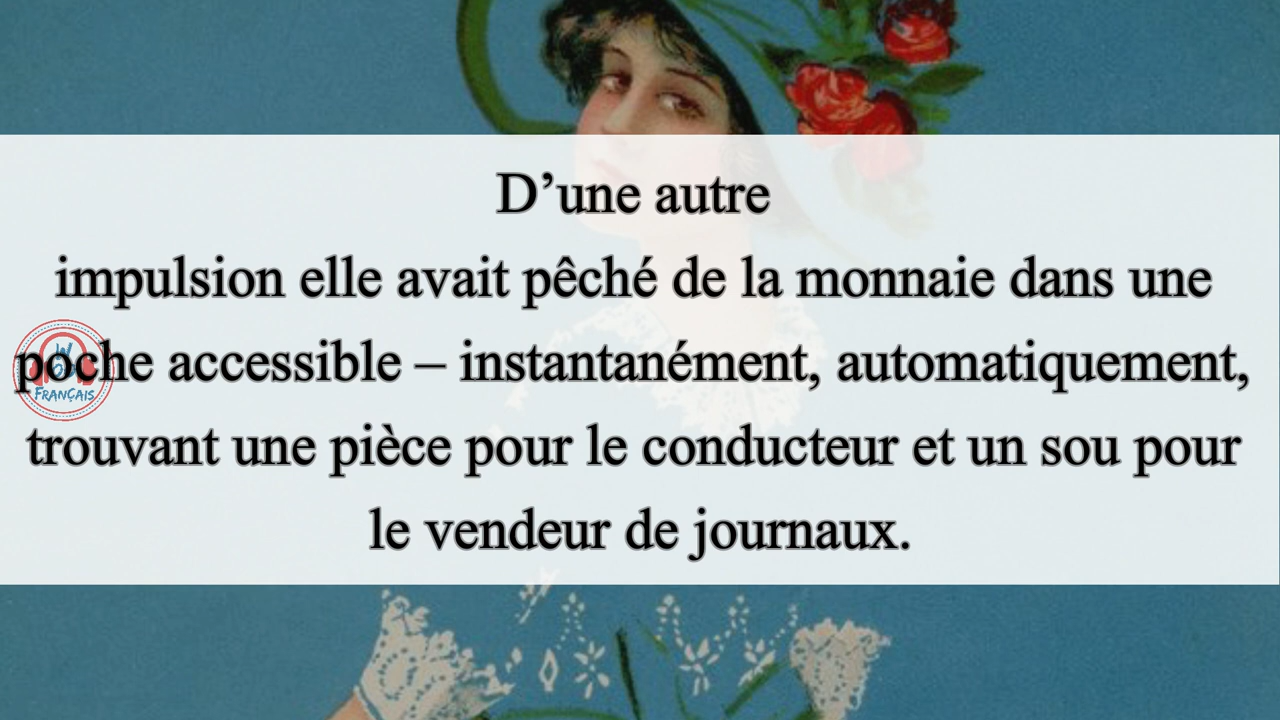 D’une autre
impulsion elle avait pêché de la monnaie dans une
poche accessible – instantanément, automatiquement,
trouvant une pièce pour le conducteur et un sou pour
le vendeur de journaux.
FRANÇAIS